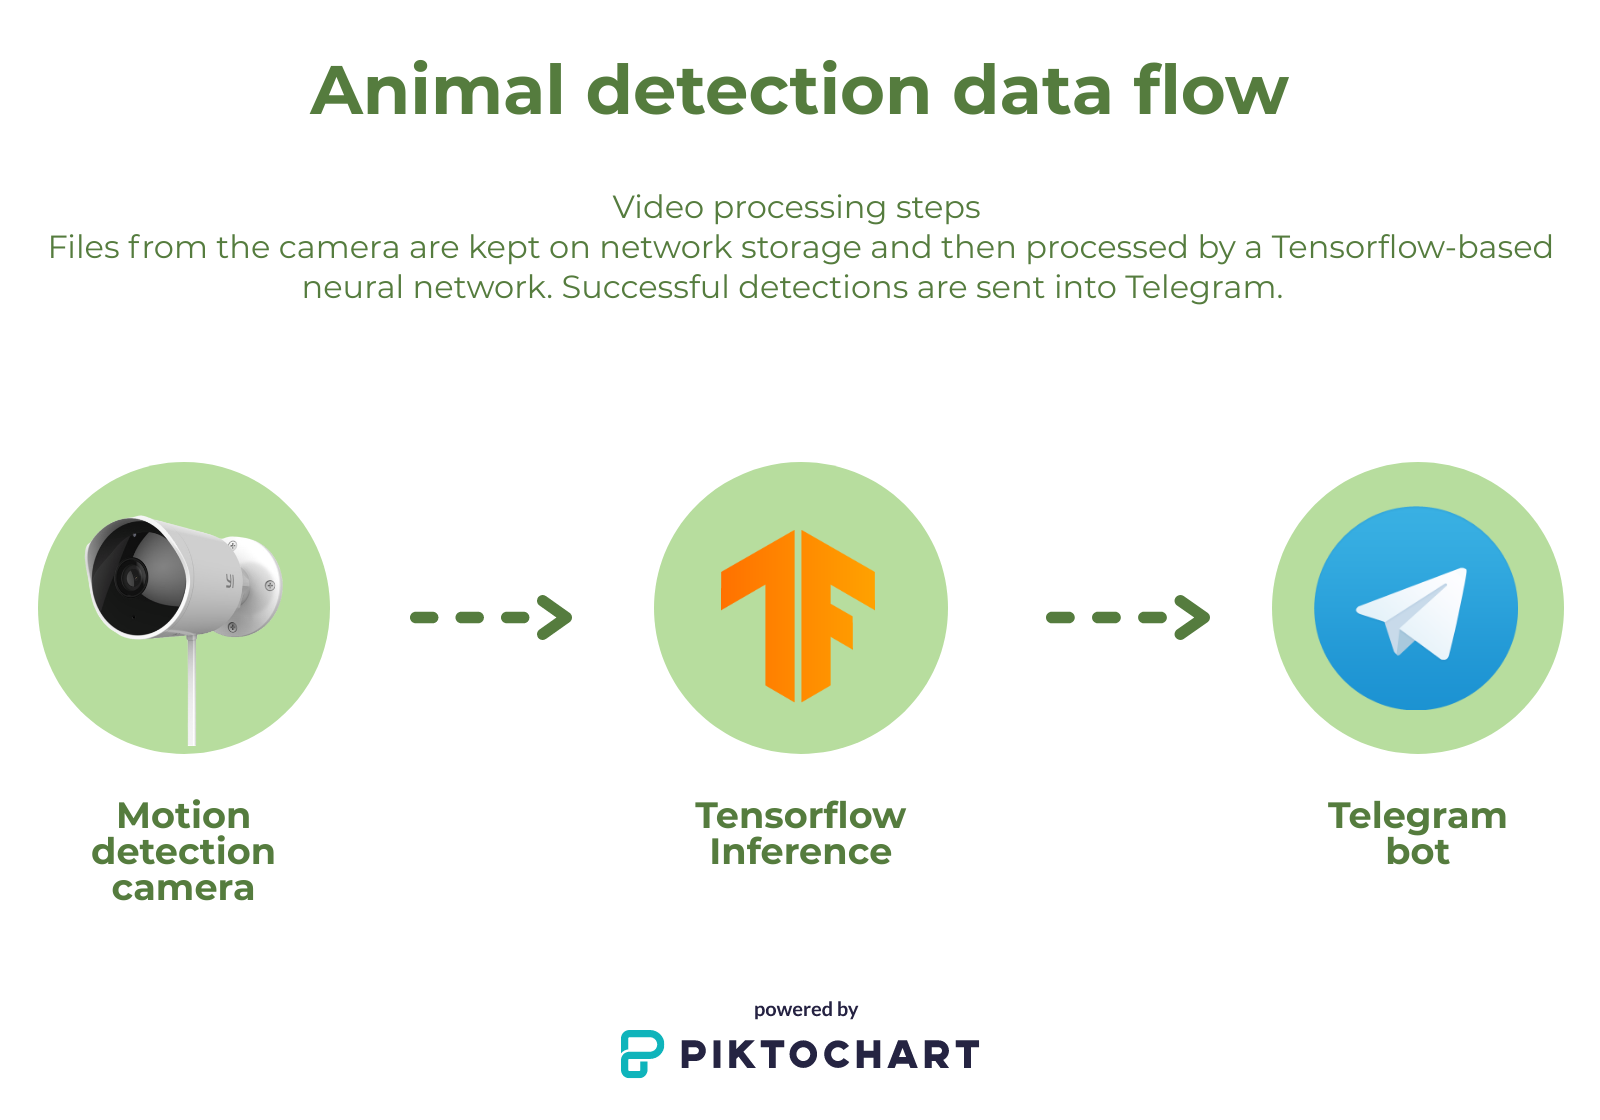 Animal detection data flow
Video processing steps
Files from the camera are kept on network storage and then processed by a Tensorflow-based
neural network. Successful detections are sent into Telegram.
Motion
detection
camera
Tensorflow
Inference
Telegram
bot
powered by
PIKTOCHART